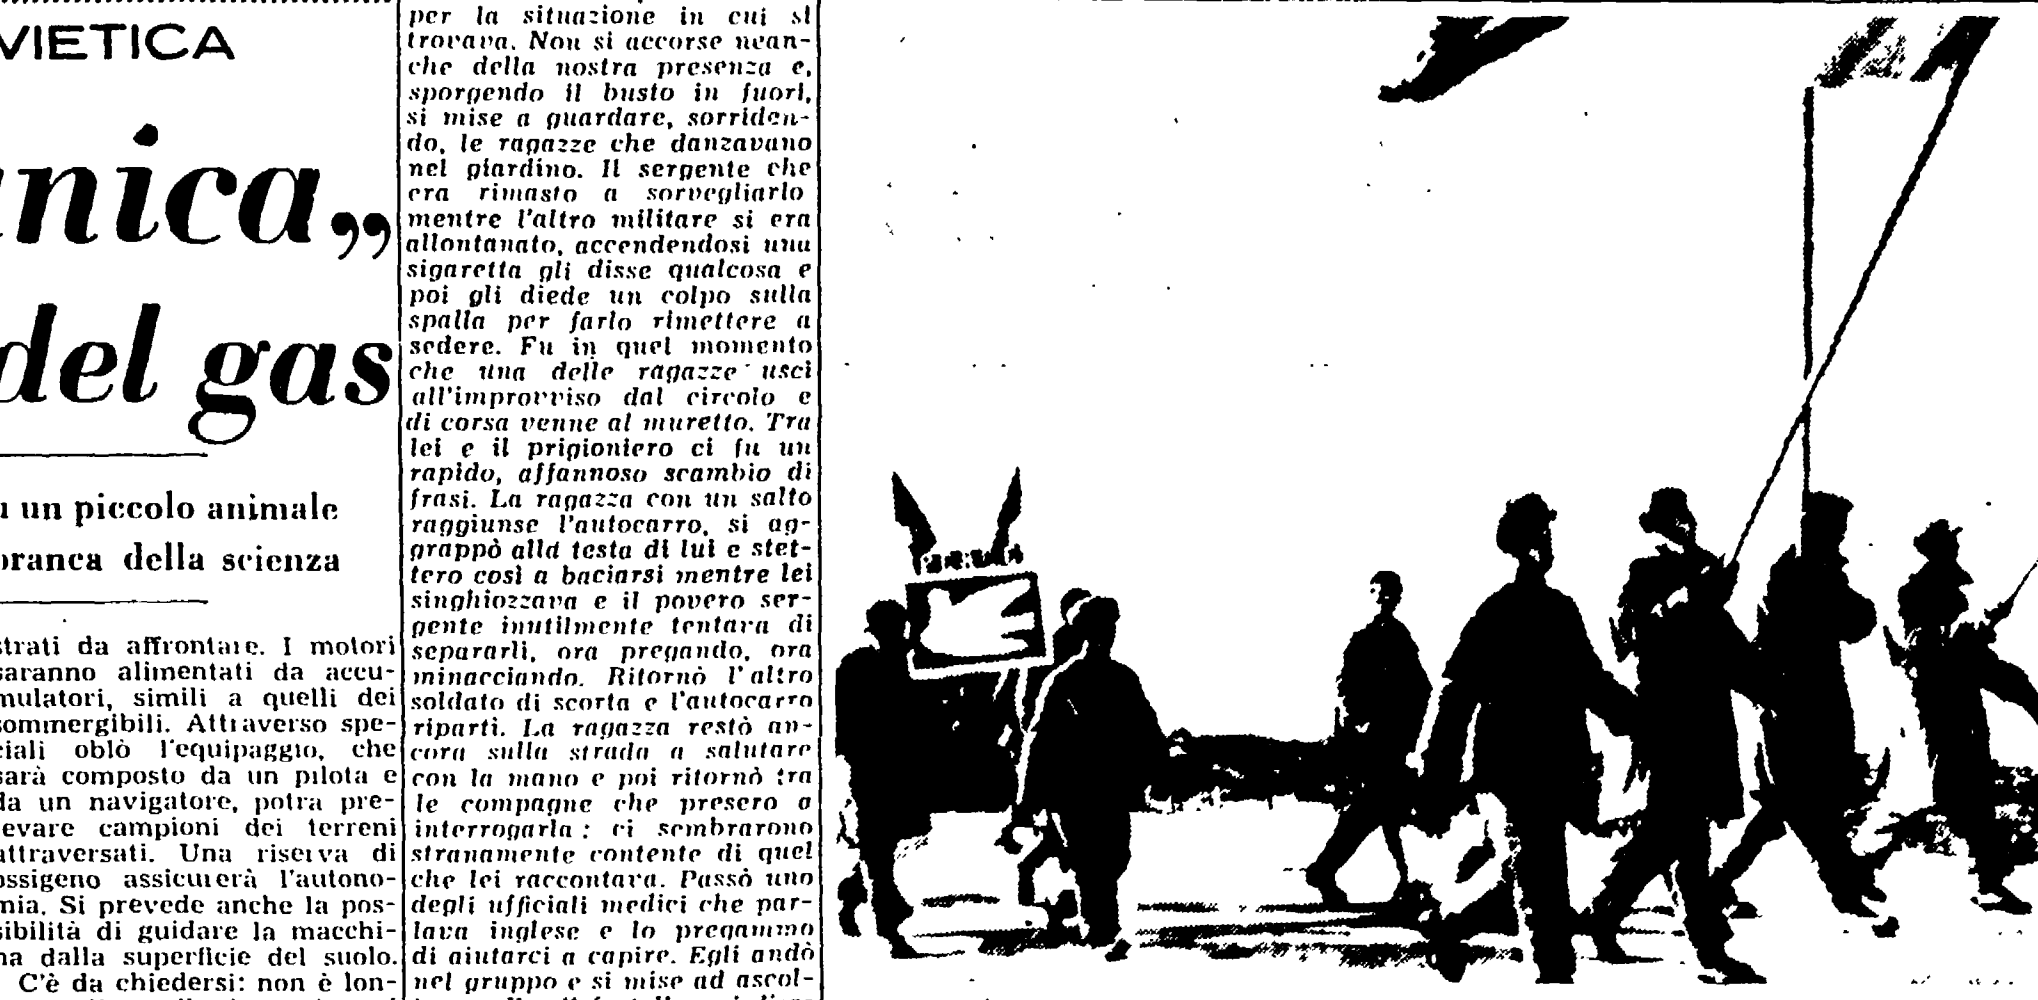 VIETICA
nica„
del gas
un piccolo animale
branca della scienza
strati da affrontare. I motori
saranno alimentati da accu-
mulatori, simili a quelli dei
sommergibili. Attraverso spe-
ciali oblò l'equipaggio, che
sarà composto da un pilota e
da un navigatore, potra pre-
levare campioni dei terreni
attraversati. Una riserva di
ossigeno assicurerà l'autono-
mia. Si prevede anche la pos-
sibilità di guidare la macchi-
na dalla superficie del suolo.
C'è da chiedersi: non è lon-
per la situazione in cui si
trovava. Non si accorse nean-
che della nostra presenza e,
sporgendo il busto in fuori,
si mise a guardare, sorriden-
do, le ragazze che danzavano
nel giardino. Il sergente che
era rimasto a sorvegliarlo
mentre l'altro militare si era
allontanato, accendendosi una
sigaretta gli disse qualcosa e
poi gli diede un colpo sulla
spalla per farlo rimettere a
sedere. Fu in quel momento
che una delle ragazze uscì
all'improvviso dal circolo e
di corsa venne al muretto. Tra
lei e il prigioniero ci fu un
rapido, affannoso scambio di
frasi. La ragazza con un salto
raggiunse l'autocarro, si ag-
grappò alla testa di lui e stet-
tero così a baciarsi mentre lei
singhiozzava e il povero ser-
gente inutilmente tentava di
separarli, ora pregando, ora
minacciando. Ritornò l'altro
soldato di scorta e l'autocarro
ripartì. La ragazza restò an-
cora sulla strada a salutare
con la mano e poi ritornò tra
le compagne che presero a
interrogarla: ci sembrarono
stranamente contente di quel
che lei raccontava. Passò uno
degli ufficiali medici che par-
lava inglese e lo pregammo
di aiutarci a capire. Egli andò
nel gruppo e si mise ad ascol-